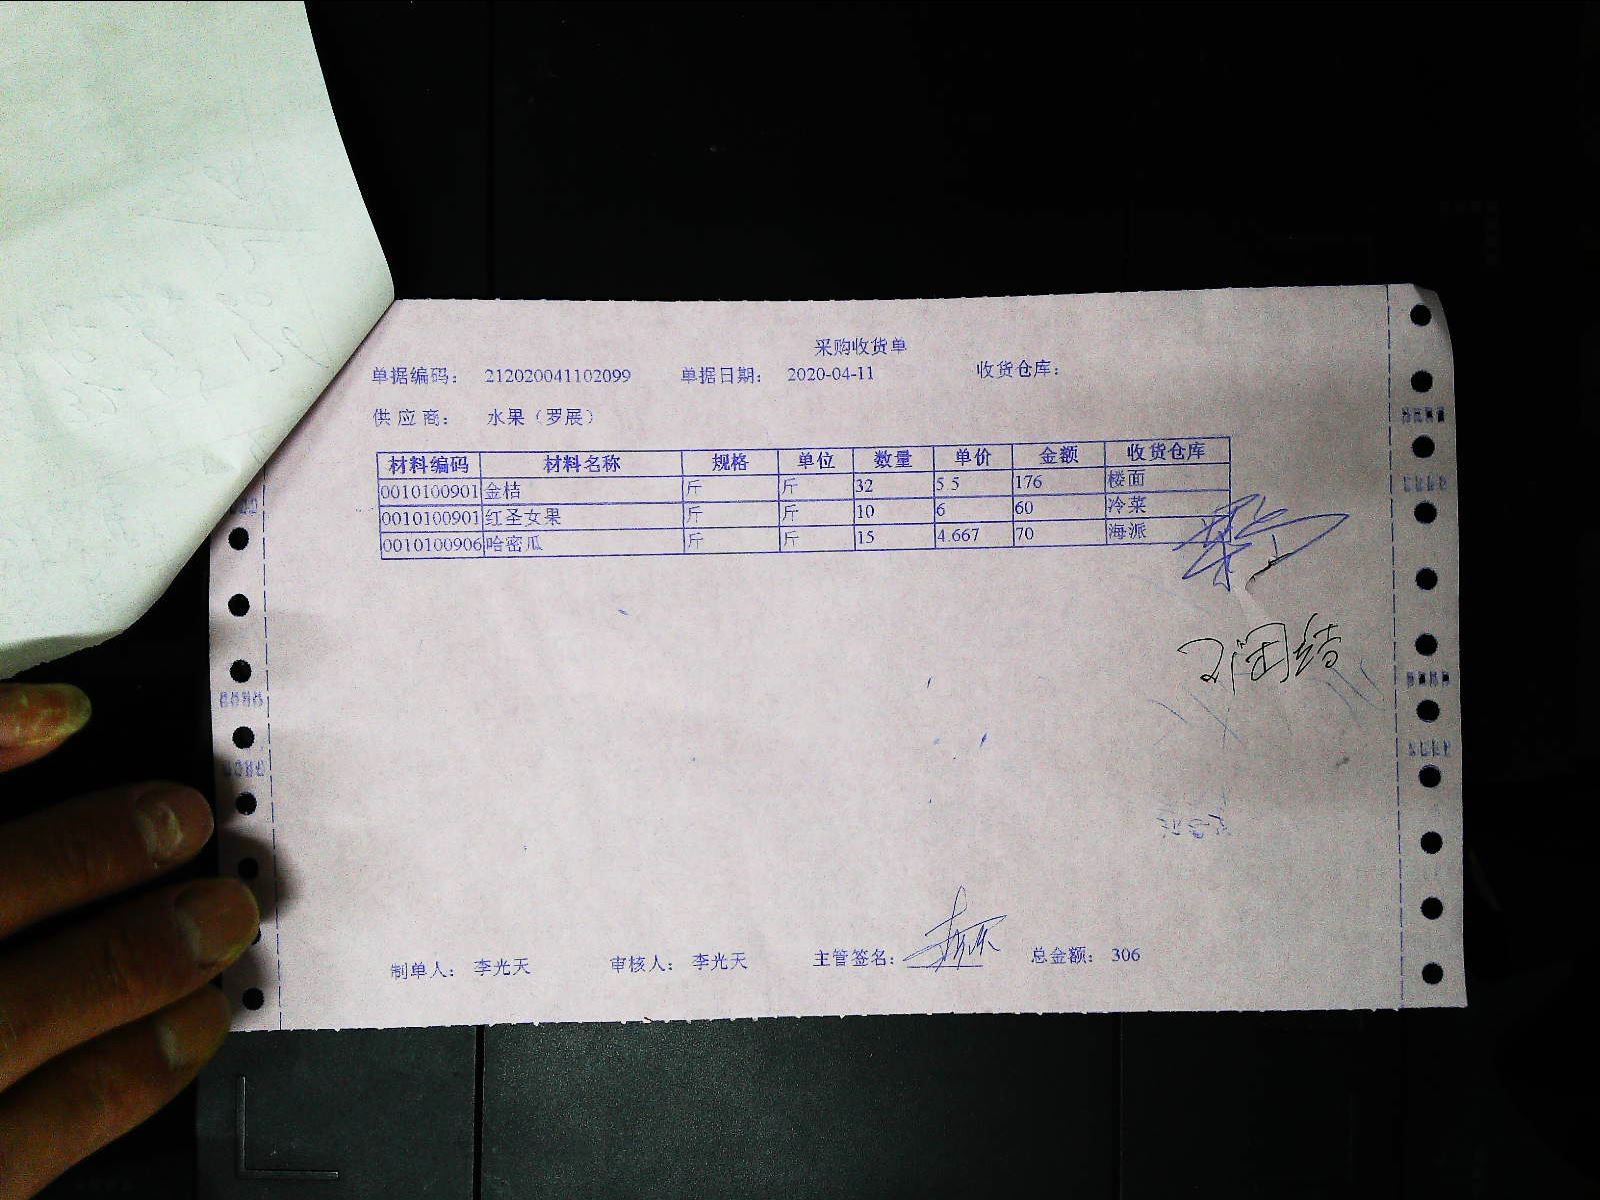 采购收货单
单据编码： 212020041102099 单据日期： 2020-04-11 收货仓库：
供应商： 水果（罗展）
材料编码 材料名称 规格 单位 数量 单价 金额 收货仓库
0010100901 金桔 斤 斤 32 5 5 176 楼面
0010100901 红圣女果 斤 斤 10 6 60 冷菜
0010100906 哈密瓜 斤 斤 15 4.667 70 海派
制单人： 李光天 审核人： 李光天 主管签名： 总金额： 306